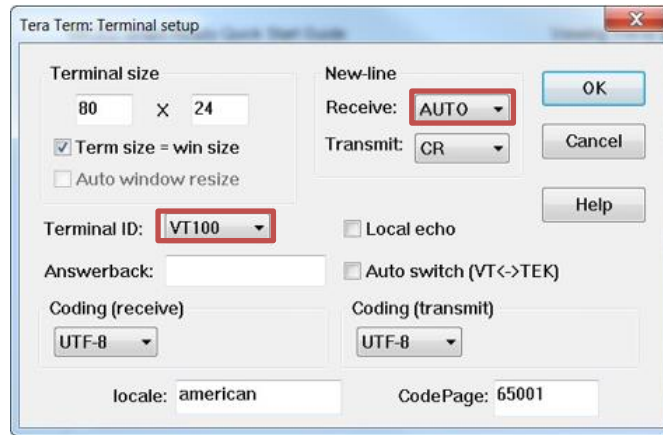 Tera Term: Terminal setup
Terminal size
80 X 24
Term size = win size
Auto window resize
New-line
Receive: AUTO
Transmit: CR
OK
Cancel
Help
Terminal ID: VT100
Local echo
Answerback:
Auto switch (VT<->TEK)
Coding (receive)
UTF-8
Coding (transmit)
UTF-8
locale: american
CodePage: 65001